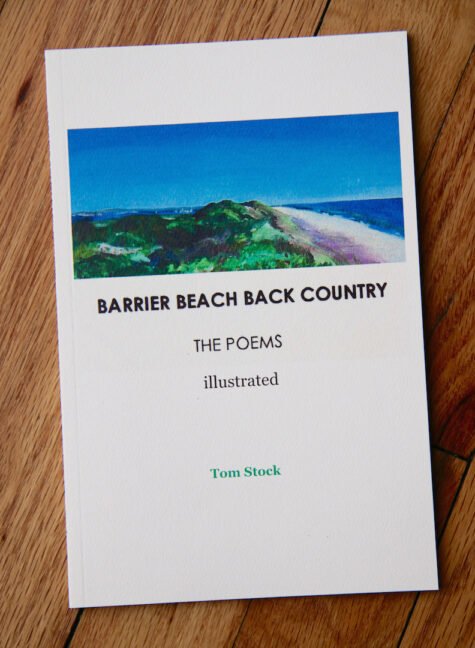 BARRIER BEACH BACK COUNTRY
THE POEMS
illustrated
Tom Stock